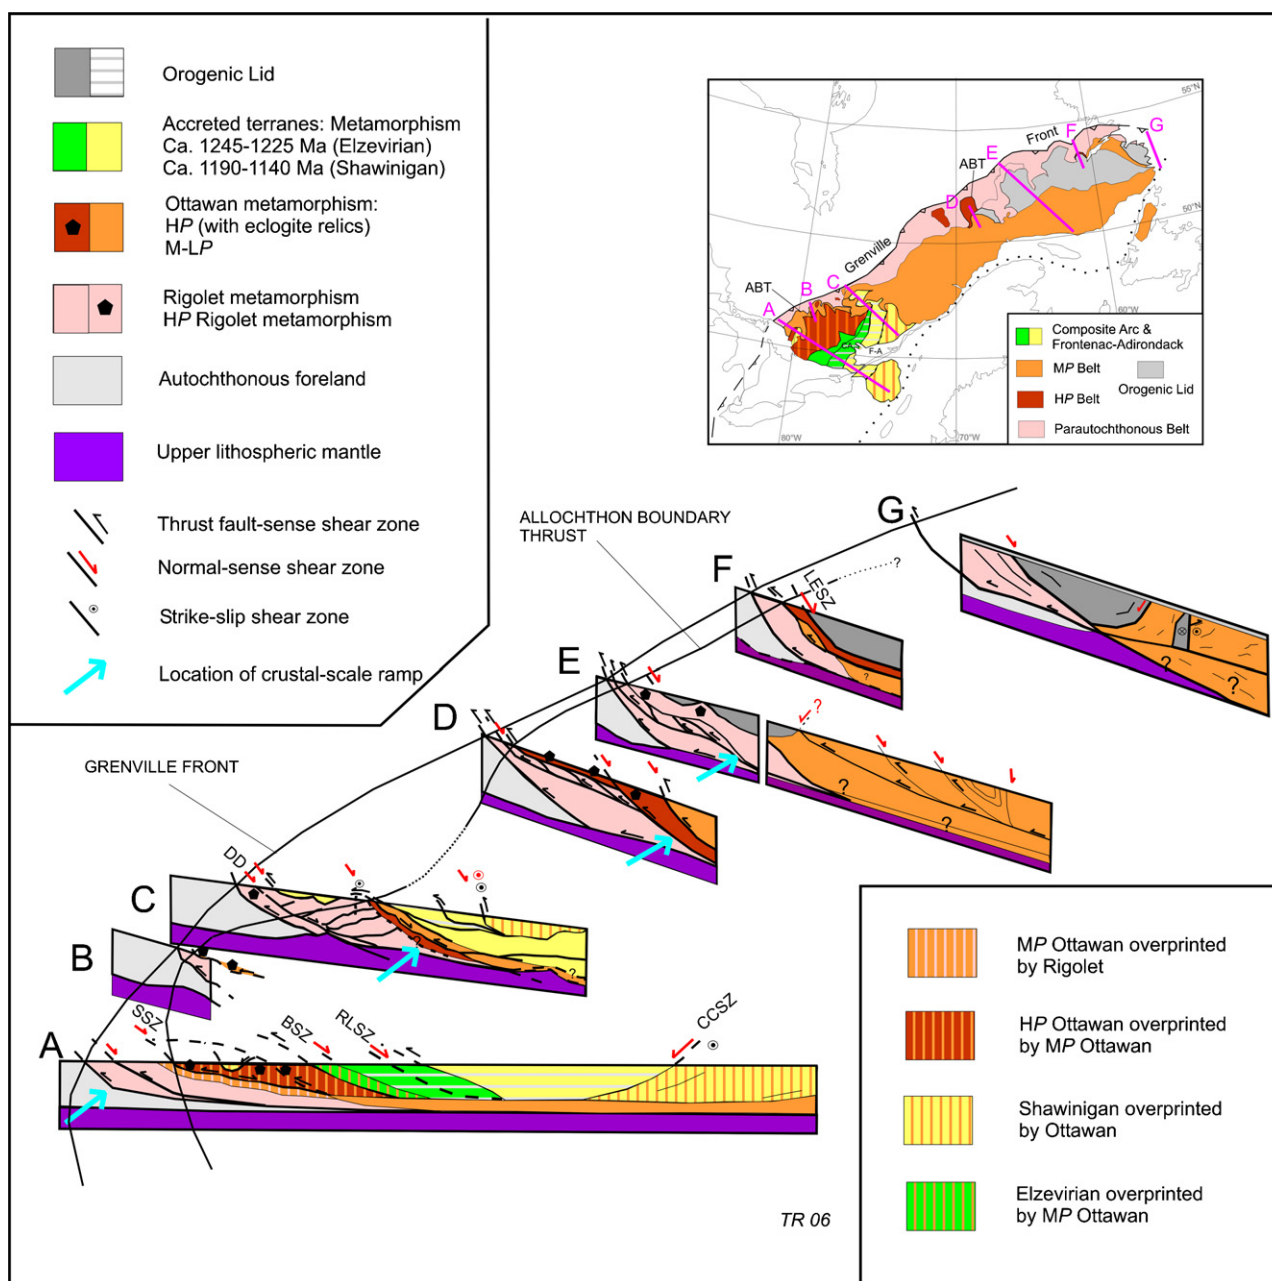 Orogenic Lid
Accreted terranes: Metamorphism
Ca. 1245-1225 Ma (Elzevirian)
Ca. 1190-1140 Ma (Shawinigan)
Ottawan metamorphism:
HP (with eclogite relics)
M-LP
Rigolet metamorphism
HP Rigolet metamorphism
Autochthonous foreland
Upper lithospheric mantle
Thrust fault-sense shear zone
Normal-sense shear zone
Strike-slip shear zone
Location of crustal-scale ramp
55°N
50°N
60°W
70°W
80°W
Grenville
Front
ABT
ABT
A
B
C
D
E
F
G
F-A
Composite Arc &
Frontenac-Adirondack
MP Belt
Orogenic Lid
HP Belt
Parautochthonous Belt
ALLOCHTHON BOUNDARY
THRUST
GRENVILLE FRONT
G
F
LESZ
?
E
?
?
?
?
?
?
D
C
DD
?
?
B
A
SSZ
BSZ
RLSZ
CCSZ
TR 06
MP Ottawan overprinted
by Rigolet
HP Ottawan overprinted
by MP Ottawan
Shawinigan overprinted
by Ottawan
Elzevirian overprinted
by MP Ottawan